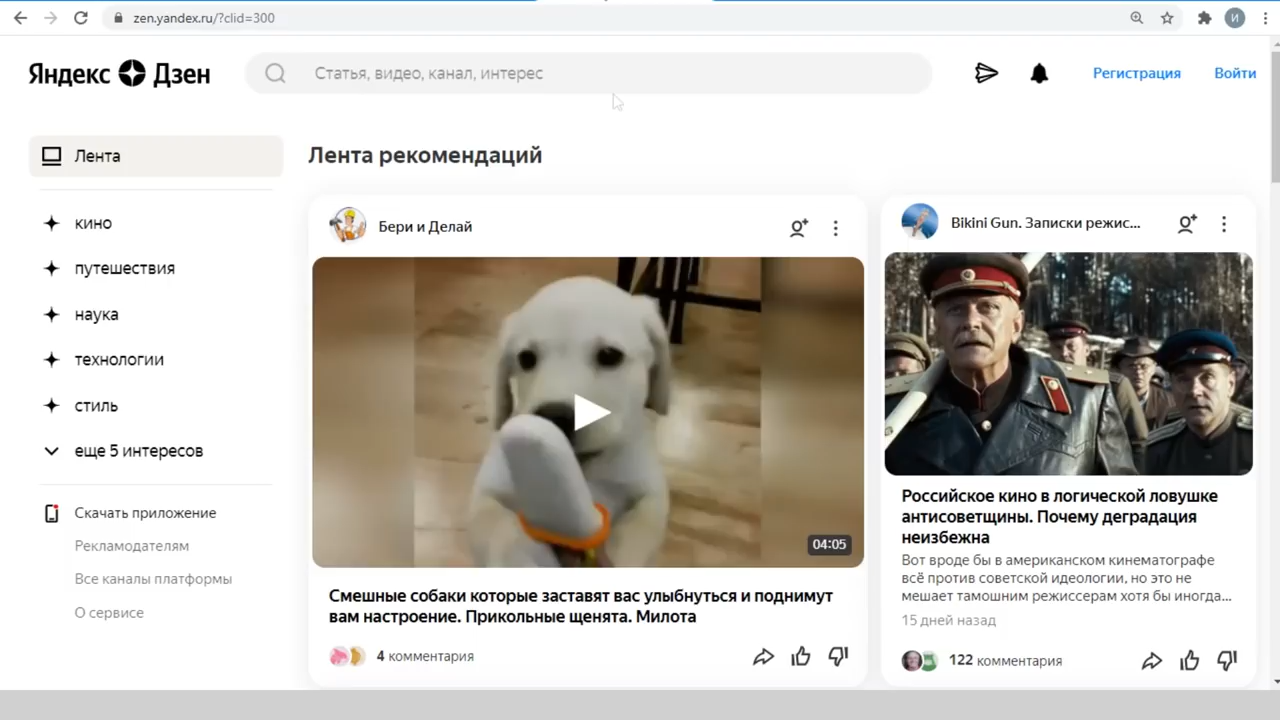 zen.yandex.ru/?clid=300
И
Яндекс Дзен
Статья, видео, канал, интерес
Регистрация
Войти
Лента
Лента рекомендаций
кино
путешествия
наука
технологии
стиль
еще 5 интересов
Скачать приложение
Рекламодателям
Все каналы платформы
О сервисе
Бери и Делай
04:05
Смешные собаки которые заставят вас улыбнуться и поднимут
вам настроение. Прикольные щенята. Милота
4 комментария
Bikini Gun. Записки режис...
Российское кино в логической ловушке
антисоветщины. Почему деградация
неизбежна
Вот вроде бы в американском кинематографе
всё против советской идеологии, но это не
мешает тамошним режиссерам хотя бы иногда...
15 дней назад
122 комментария